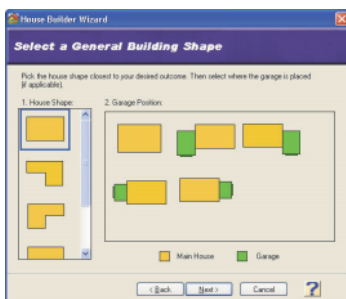 House Builder Wizard
Select a General Building Shape
Pick the house shape closest to your desired outcome. Then select where the garage is placed
(if applicable).
1. House Shape:
2. Garage Position:
Main House
Garage
< Back
Next >
Cancel
?